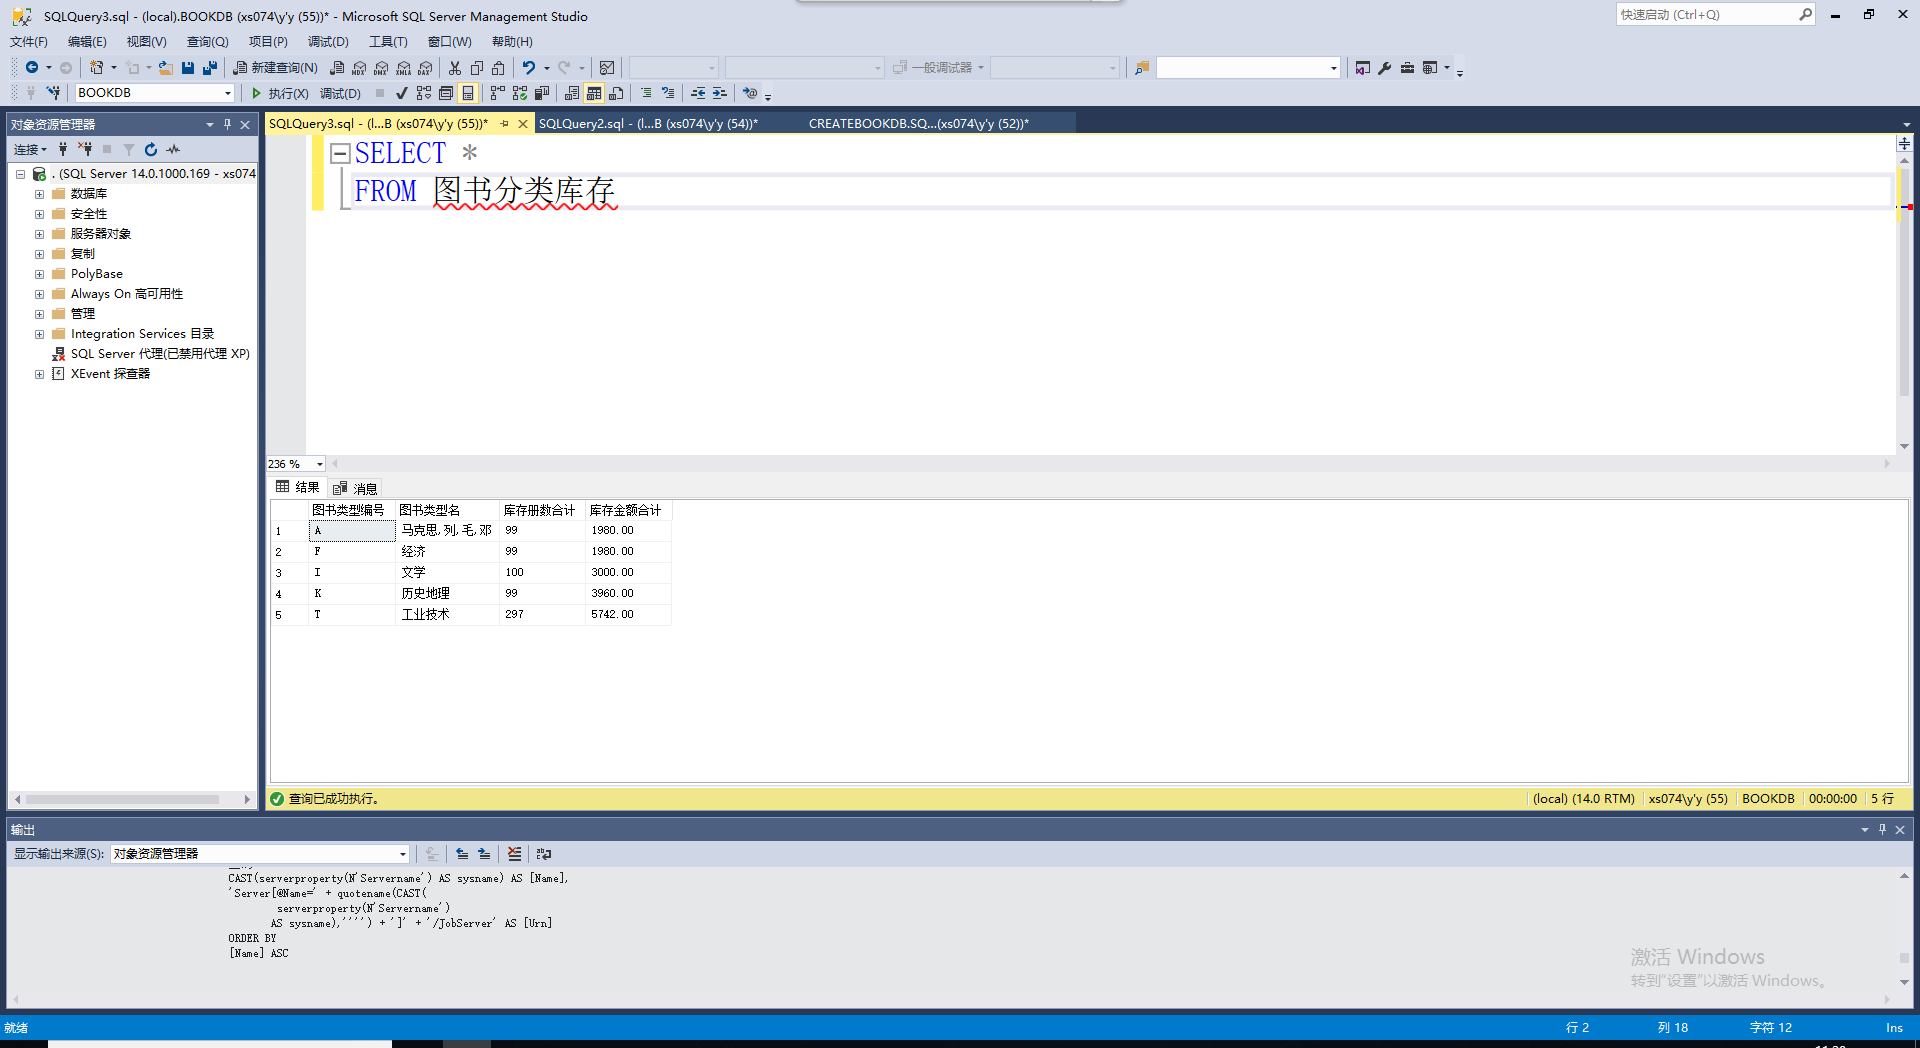 SQLQuery3.sql - (local).BOOKDB (xs074\y'y (55))* - Microsoft SQL Server Management Studio
快速启动 (Ctrl+Q)
文件(F) 编辑(E) 视图(V) 查询(Q) 项目(P) 调试(D) 工具(T) 窗口(W) 帮助(H)
新建查询(N) 一般调试器
BOOKDB 执行(X) 调试(D)
对象资源管理器
SQLQuery3.sql - (l...B (xs074\y'y (55))* SQLQuery2.sql - (l...B (xs074\y'y (54))* CREATEBOOKDB.SQ...(xs074\y'y (52))*
连接
. (SQL Server 14.0.1000.169 - xs074
数据库
安全性
服务器对象
复制
PolyBase
Always On 高可用性
管理
Integration Services 目录
SQL Server 代理(已禁用代理 XP)
XEvent 探查器
SELECT *
FROM 图书分类库存
236 %
结果 消息
图书类型编号 图书类型名 库存册数合计 库存金额合计
1 A 马克思,列,毛,邓 99 1980.00
2 F 经济 99 1980.00
3 I 文学 100 3000.00
4 K 历史地理 99 3960.00
5 T 工业技术 297 5742.00
查询已成功执行。 (local) (14.0 RTM) xs074\y'y (55) BOOKDB 00:00:00 5 行
输出
显示输出来源(S): 对象资源管理器
CAST(serverproperty(N'Servername') AS sysname) AS [Name],
'Server[@Name=' + quotename(CAST(
serverproperty(N'Servername')
AS sysname),'''') + ']' + '/JobServer' AS [Urn]
ORDER BY
[Name] ASC
激活 Windows
转到"设置"以激活 Windows。
就绪 行 2 列 18 字符 12 Ins